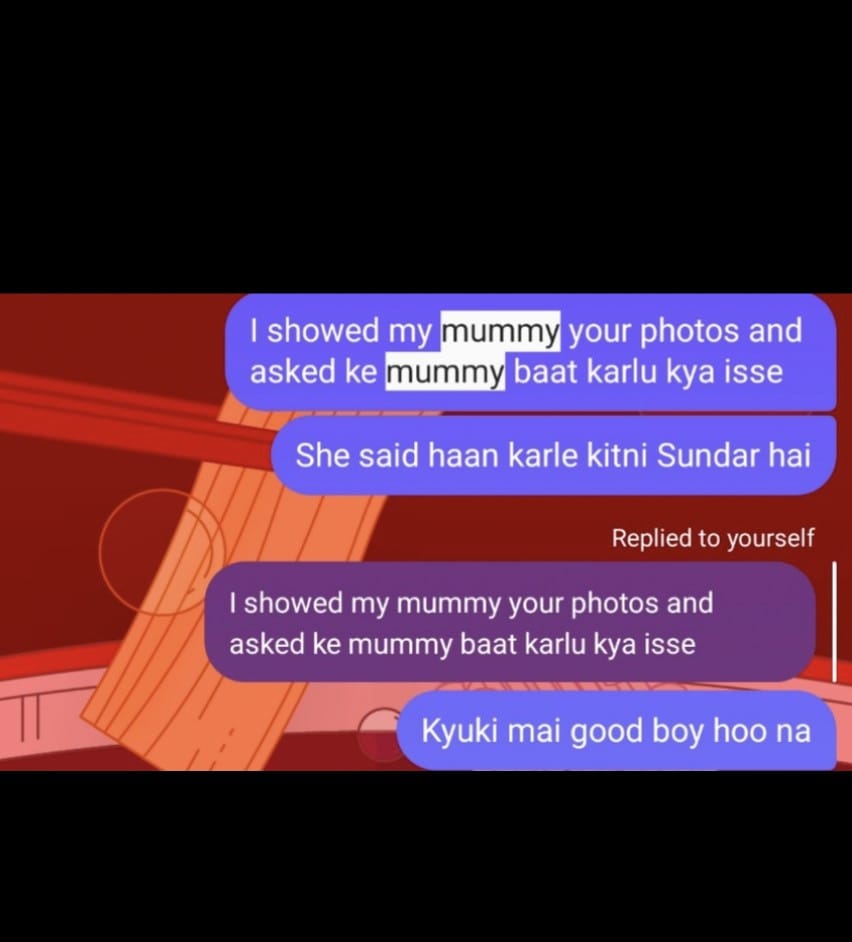 I showed my mummy your photos and
asked ke mummy baat karlu kya isse
She said haan karle kitni Sundar hai
Replied to yourself
I showed my mummy your photos and
asked ke mummy baat karlu kya isse
Kyuki mai good boy hoo na